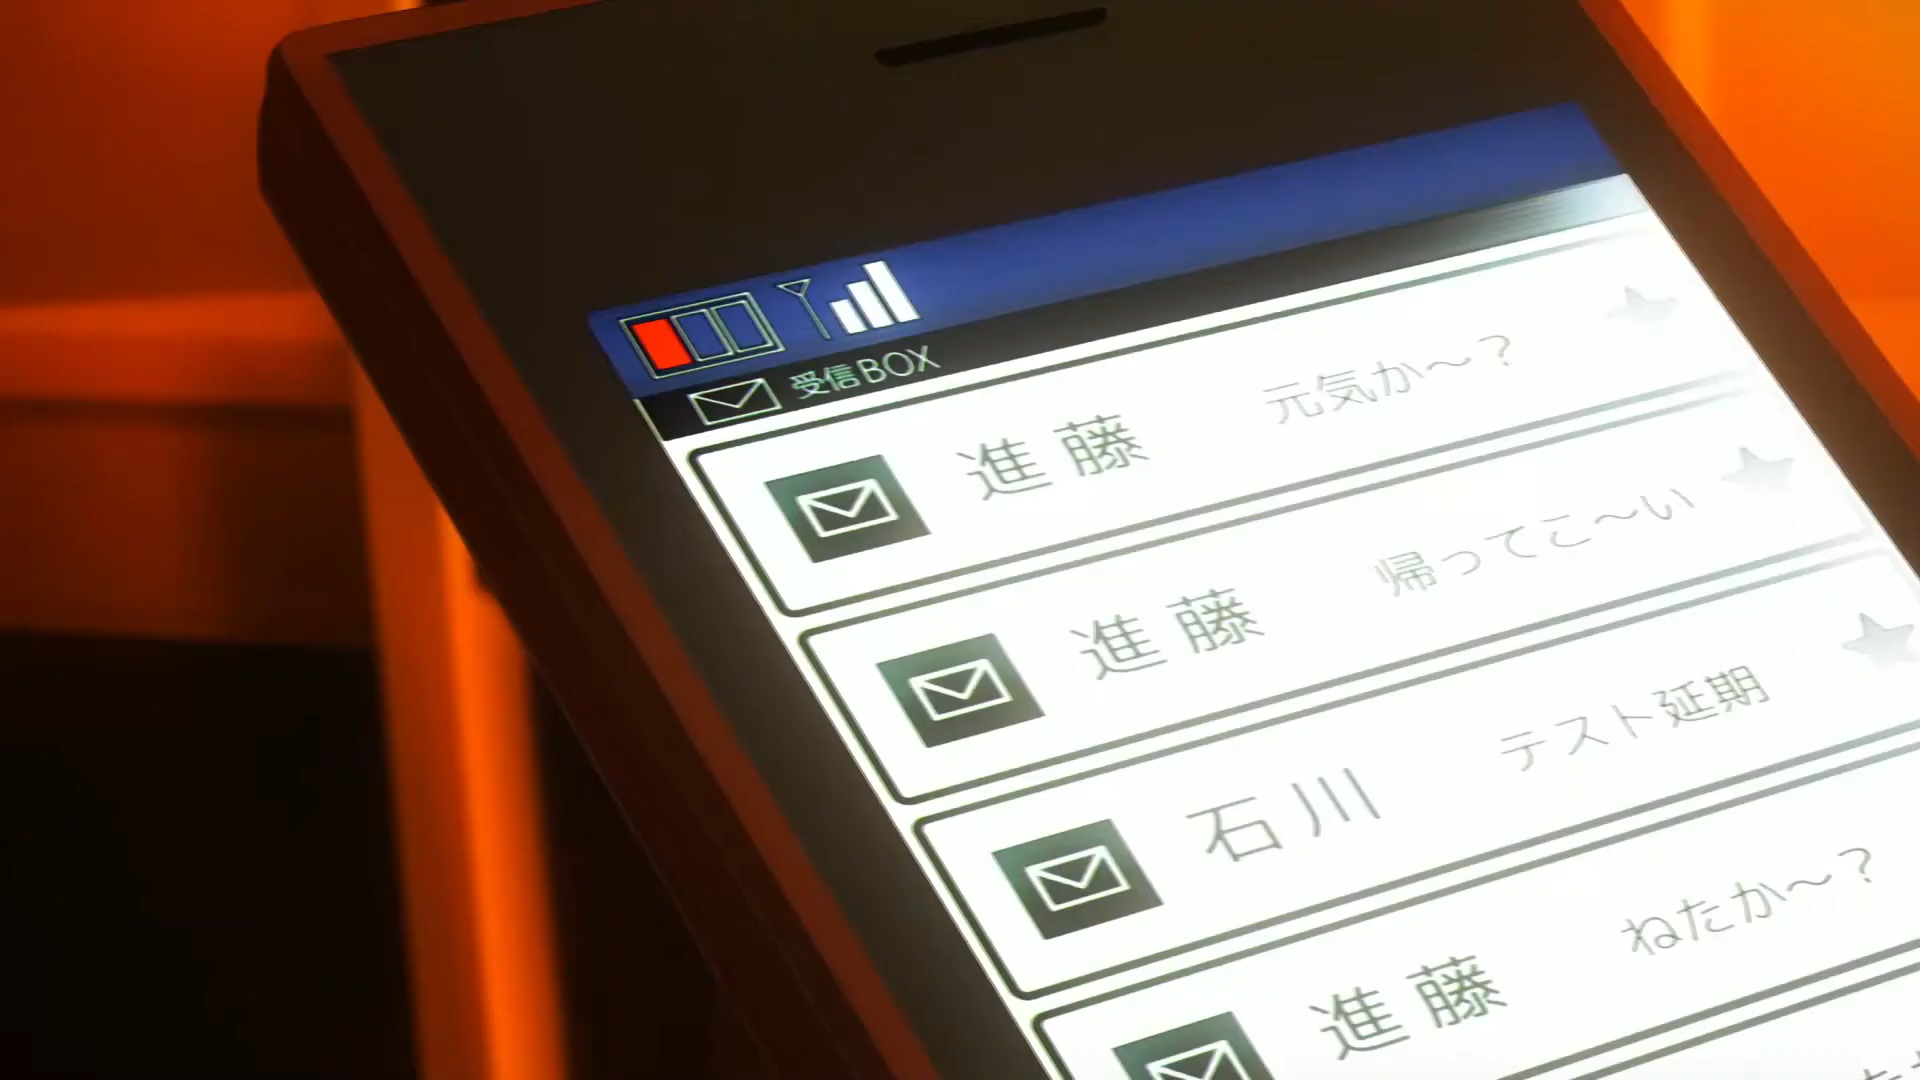 受信BOX
進藤 元気か～？
進藤 帰ってこ～い
石川 テスト延期
進藤 ねたか～？